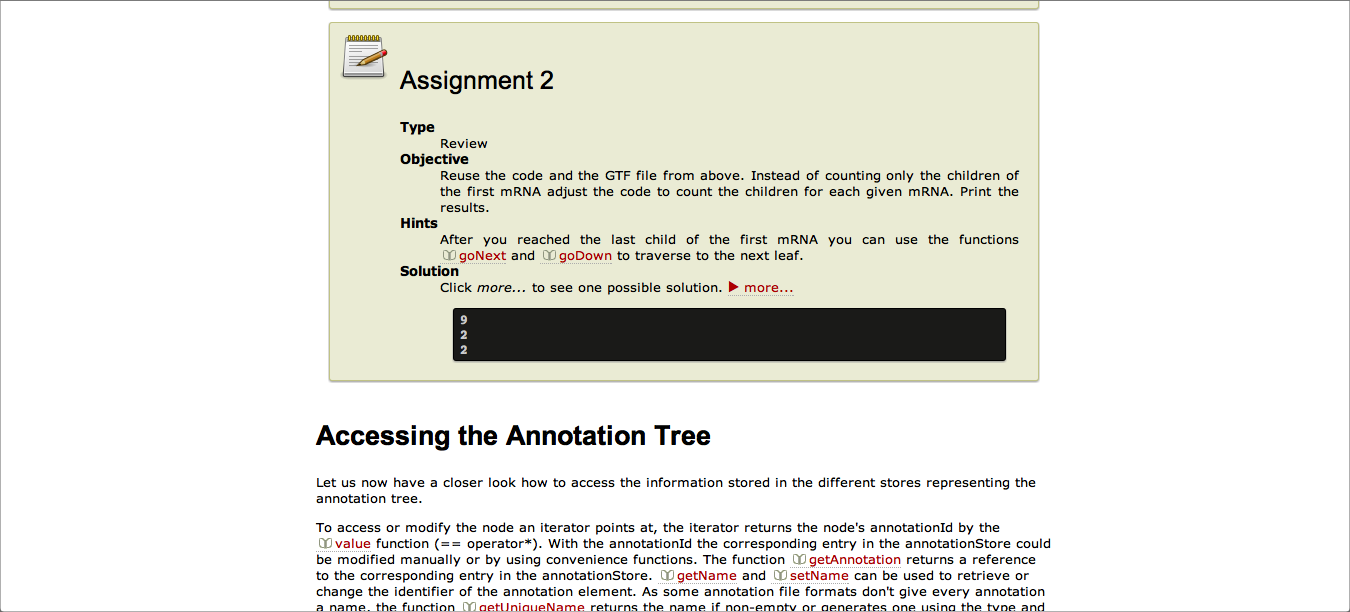 Assignment 2
Type
Review
Objective
Reuse the code and the GTF file from above. Instead of counting only the children of
the first mRNA adjust the code to count the children for each given mRNA. Print the
results.
Hints
After you reached the last child of the first mRNA you can use the functions
goNext and goDown to traverse to the next leaf.
Solution
Click more... to see one possible solution. ▶ more...
9
2
2
Accessing the Annotation Tree
Let us now have a closer look how to access the information stored in the different stores representing the
annotation tree.
To access or modify the node an iterator points at, the iterator returns the node's annotationId by the
value function (== operator*). With the annotationId the corresponding entry in the annotationStore could
be modified manually or by using convenience functions. The function getAnnotation returns a reference
to the corresponding entry in the annotationStore. getName and setName can be used to retrieve or
change the identifier of the annotation element. As some annotation file formats don't give every annotation
a name, the function getUniqueName returns the name if non-empty or generates one using the type and